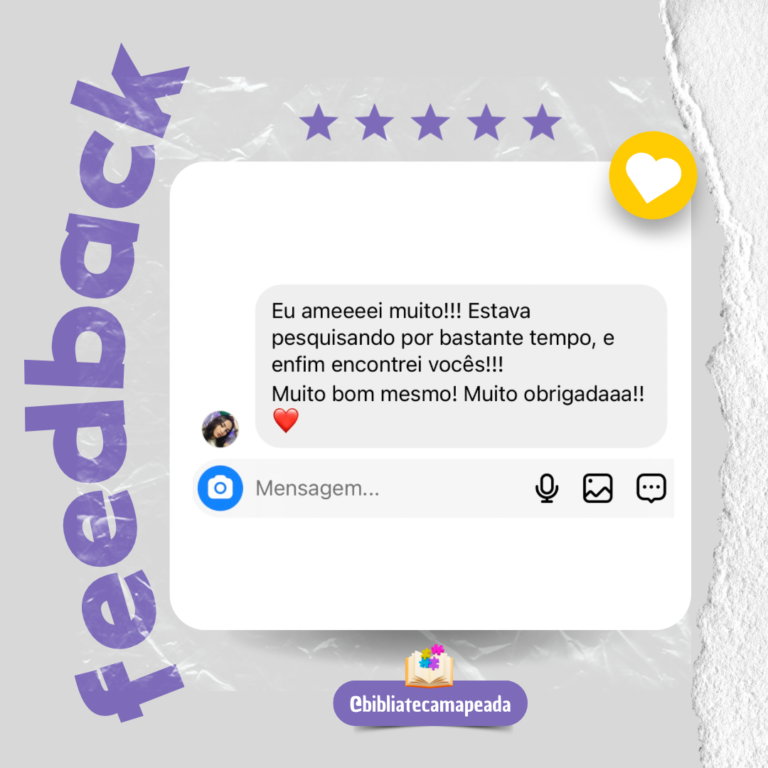 feedback
Eu ameeeei muito!!! Estava
pesquisando por bastante tempo, e
enfim encontrei vocês!!!
Muito bom mesmo! Muito obrigadaaa!!
❤️
Mensagem...
@bibliatecamapeada